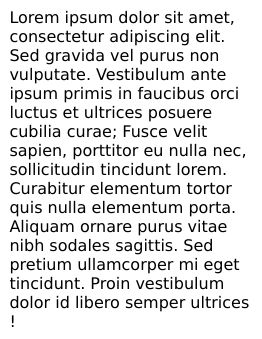 Lorem ipsum dolor sit amet,
consectetur adipiscing elit.
Sed gravida vel purus non
vulputate. Vestibulum ante
ipsum primis in faucibus orci
luctus et ultrices posuere
cubilia curae; Fusce velit
sapien, porttitor eu nulla nec,
sollicitudin tincidunt lorem.
Curabitur elementum tortor
quis nulla elementum porta.
Aliquam ornare purus vitae
nibh sodales sagittis. Sed
pretium ullamcorper mi eget
tincidunt. Proin vestibulum
dolor id libero semper ultrices
!